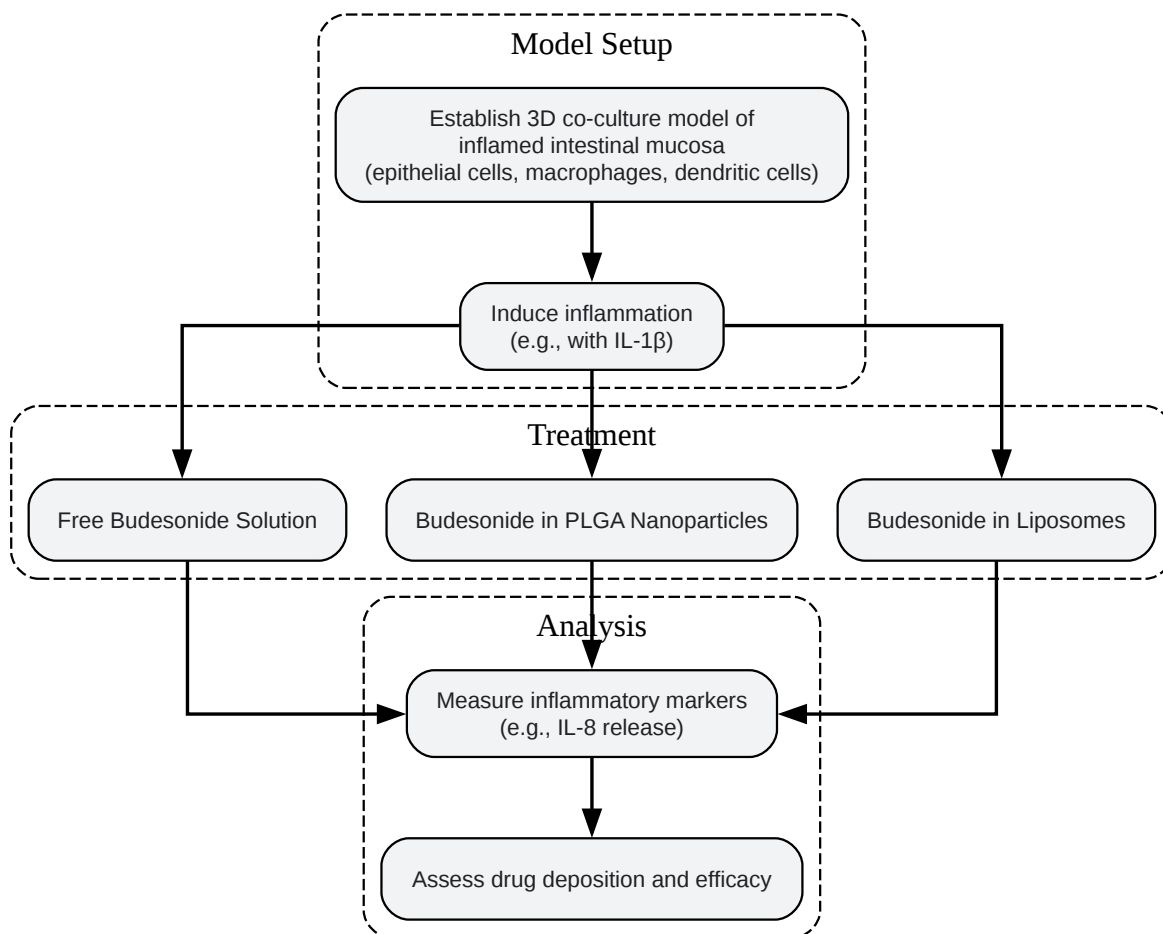 Model Setup
Establish 3D co-culture model of
inflamed intestinal mucosa
(epithelial cells, macrophages, dendritic cells)
Induce inflammation
(e.g., with IL-1β)
Treatment
Free Budesonide Solution
Budesonide in PLGA Nanoparticles
Budesonide in Liposomes
Analysis
Measure inflammatory markers
(e.g., IL-8 release)
Assess drug deposition and efficacy